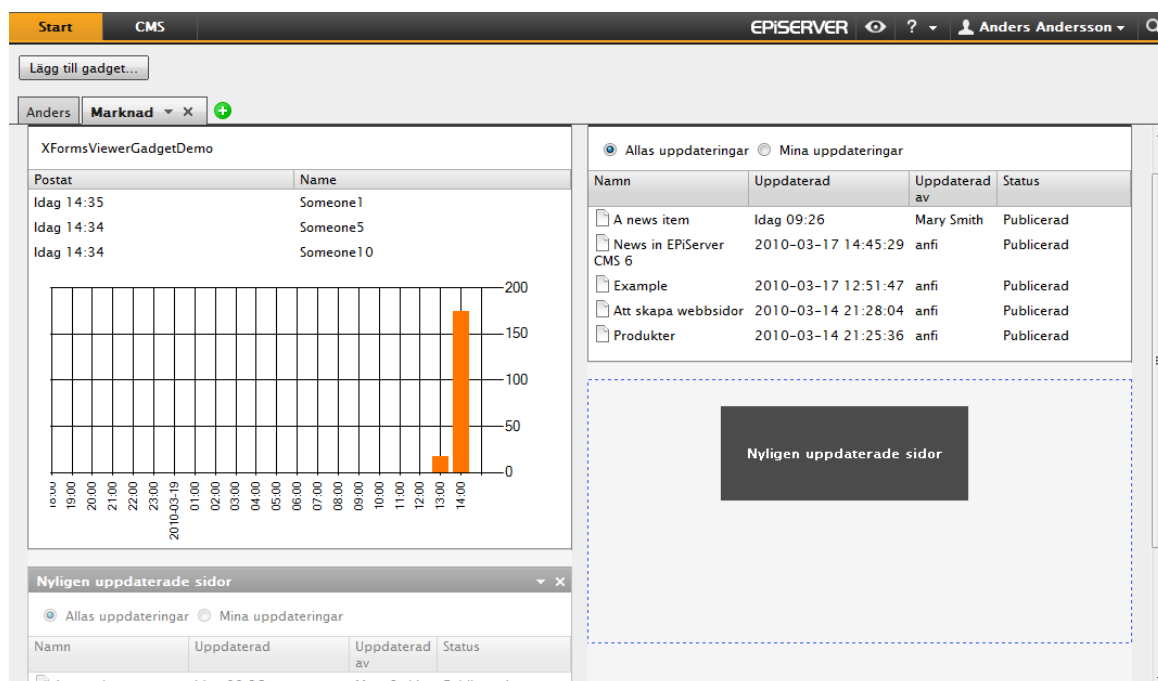 Start CMS EPiSERVER ? Anders Andersson
Lägg till gadget...
Anders Marknad
XFormsViewerGadgetDemo
Postat Name
Idag 14:35 Someone1
Idag 14:34 Someone5
Idag 14:34 Someone10
200
150
100
50
0
19:00
20:00
21:00
22:00
23:00
2010-03-19
01:00
02:00
03:00
04:00
05:00
06:00
07:00
08:00
09:00
10:00
11:00
12:00
13:00
14:00
Nyligen uppdaterade sidor
Allas uppdateringar Mina uppdateringar
Namn Uppdaterad Uppdaterad Status
av
Allas uppdateringar Mina uppdateringar
Namn Uppdaterad Uppdaterad Status
av
A news item Idag 09:26 Mary Smith Publicerad
News in EPiServer 2010-03-17 14:45:29 anfi Publicerad
CMS 6
Example 2010-03-17 12:51:47 anfi Publicerad
Att skapa webbsidor 2010-03-14 21:28:04 anfi Publicerad
Produkter 2010-03-14 21:25:36 anfi Publicerad
Nyligen uppdaterade sidor